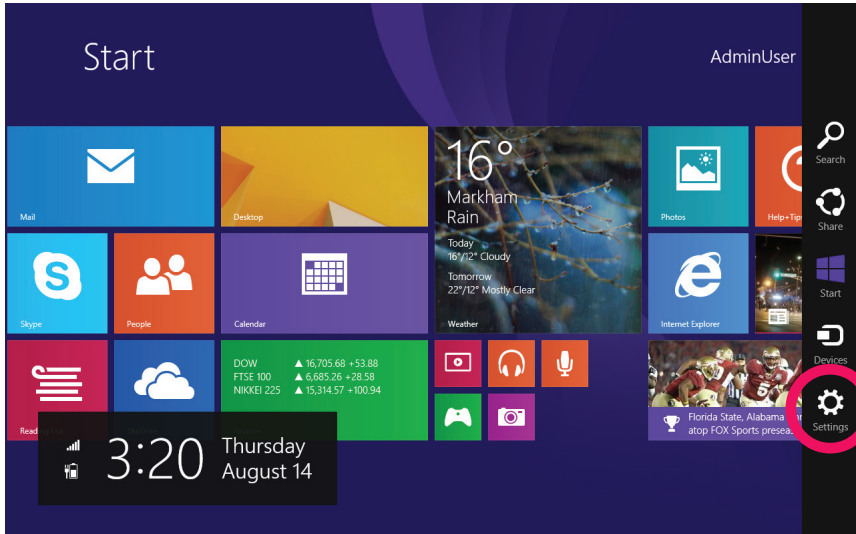 Start
AdminUser
Mail
Desktop
16°
Markham
Rain
Today
16°/12° Cloudy
Tomorrow
22°/12° Mostly Clear
Weather
Photos
Help+Tips
Skype
People
Calendar
Internet Explorer
DOW ▲ 16,705.68 +53.88
FTSE 100 ▲ 6,685.26 +28.58
NIKKEI 225 ▲ 15,314.57 +100.94
Florida State, Alabama
atop FOX Sports
3:20
Thursday
August 14
Search
Share
Start
Devices
Settings